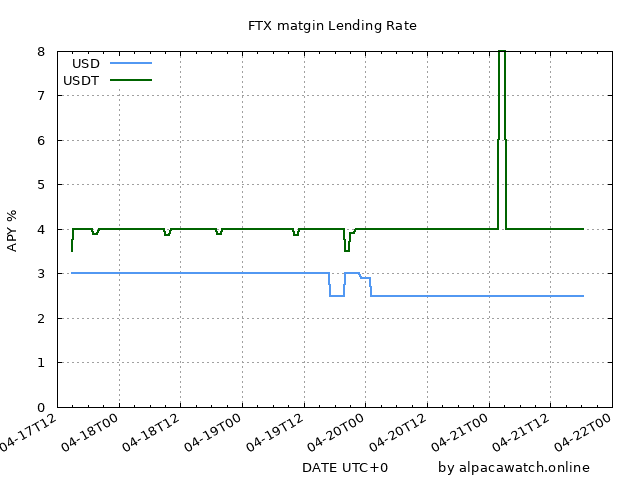 FTX matgin Lending Rate
USD
USDT
8
7
6
5
4
3
2
1
0
APY %
04-17T12
04-18T00
04-18T12
04-19T00
04-19T12
04-20T00
04-20T12
04-21T00
04-21T12
04-22T00
DATE UTC+0
by alpacawatch.online